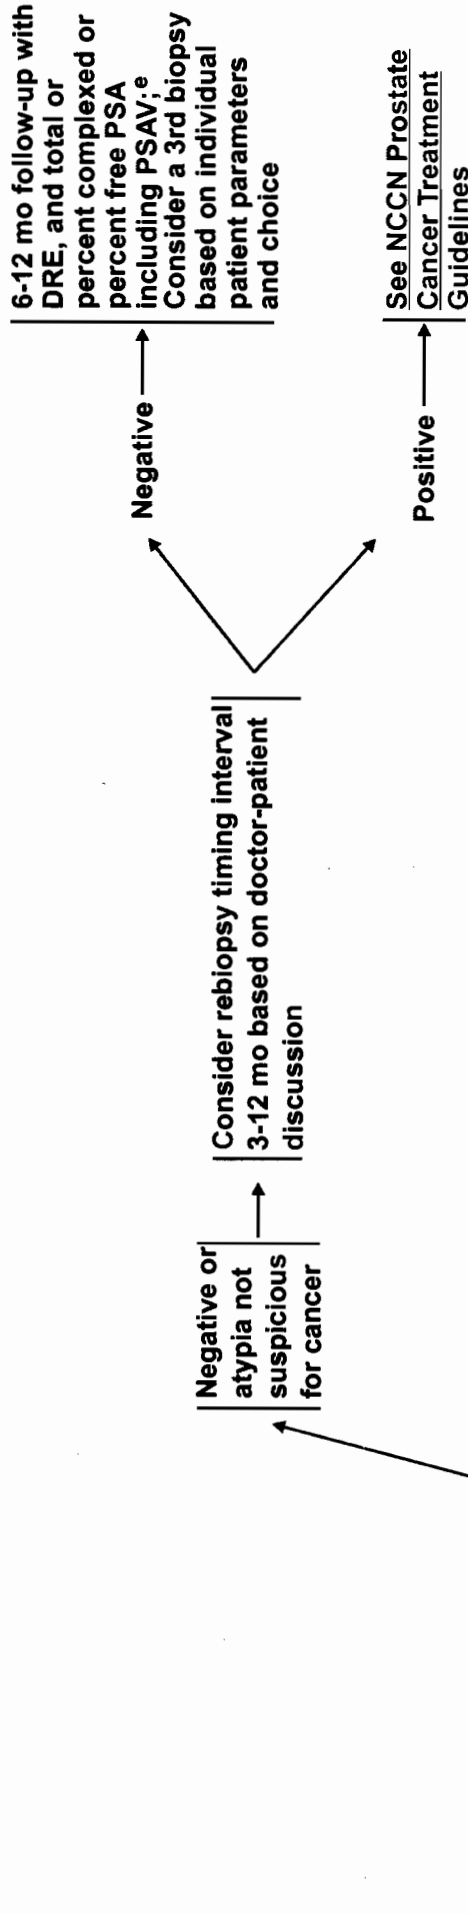 Negative or
atypia not
suspicious
for cancer
Consider rebiopsy timing interval
3-12 mo based on doctor-patient
discussion
Negative
6-12 mo follow-up with
DRE, and total or
percent complexed or
percent free PSA
including PSAV;e
Consider a 3rd biopsy
based on individual
patient parameters
and choice
Positive
See NCCN Prostate
Cancer Treatment
Guidelines